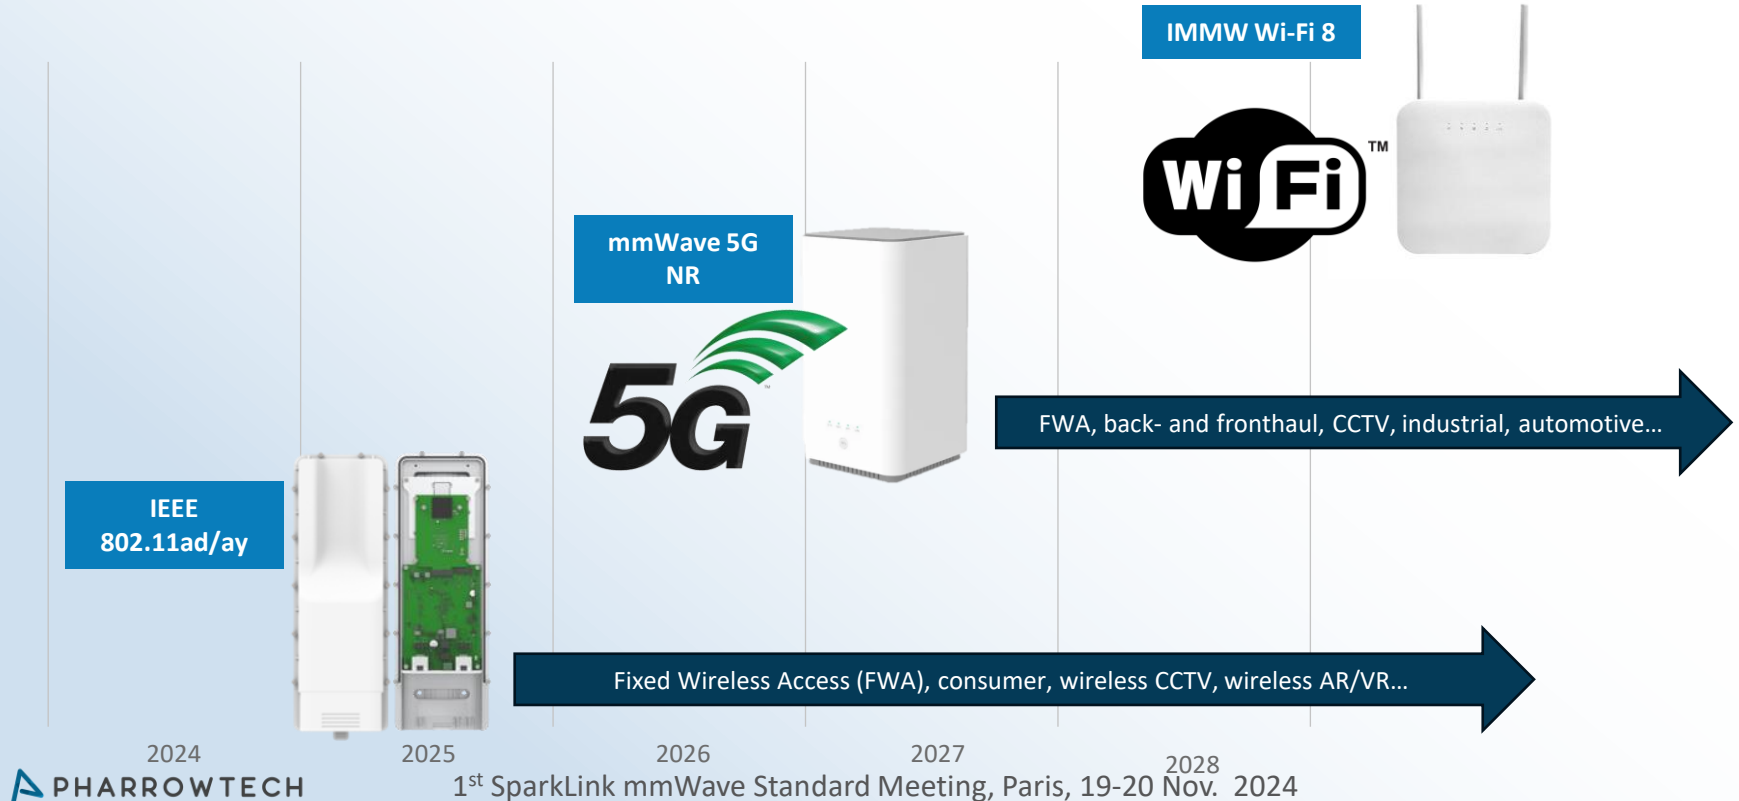 IMMW Wi-Fi 8
Wi Fi ™
mmWave 5G
NR
5G ™
FWA, back- and fronthaul, CCTV, industrial, automotive…
IEEE
802.11ad/ay
Fixed Wireless Access (FWA), consumer, wireless CCTV, wireless AR/VR…
2024 2025 2026 2027 2028
PHARROWTECH 1st SparkLink mmWave Standard Meeting, Paris, 19-20 Nov. 2024